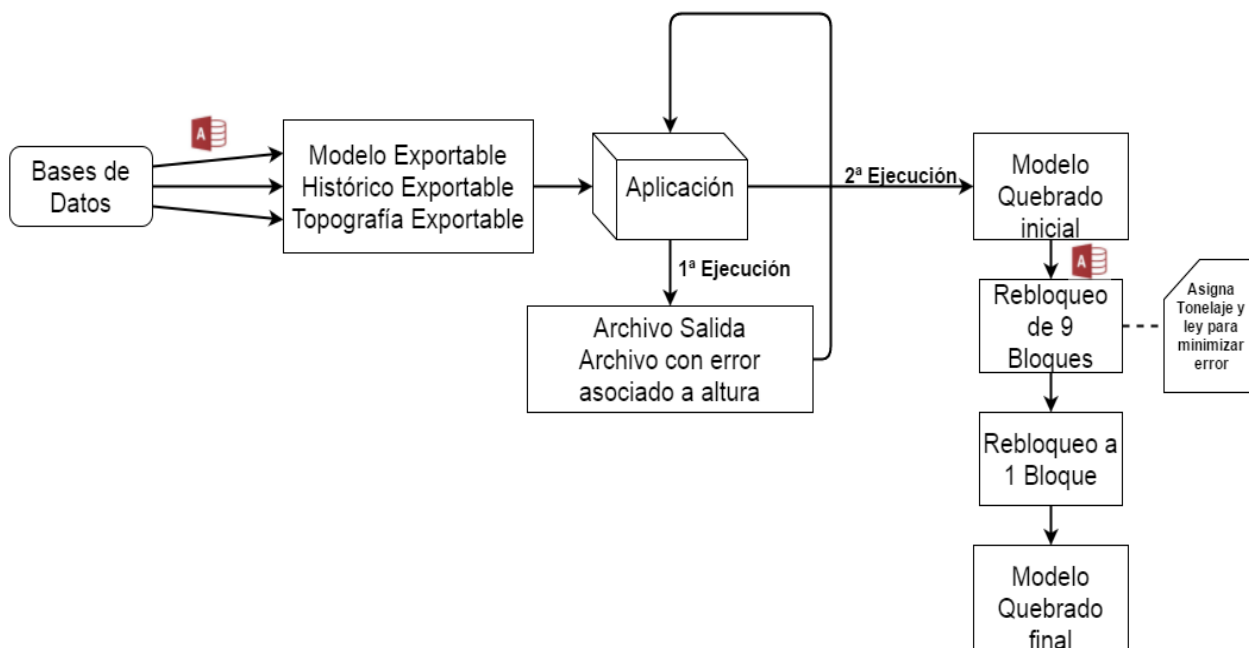 Bases de
Datos
A
Modelo Exportable
Histórico Exportable
Topografía Exportable
Aplicación
1ª Ejecución
Archivo Salida
Archivo con error
asociado a altura
2ª Ejecución
Modelo
Quebrado
inicial
A
Rebloqueo
de 9
Bloques
Asigna
Tonelaje y
ley para
minimizar
error
Rebloqueo a
1 Bloque
Modelo
Quebrado
final